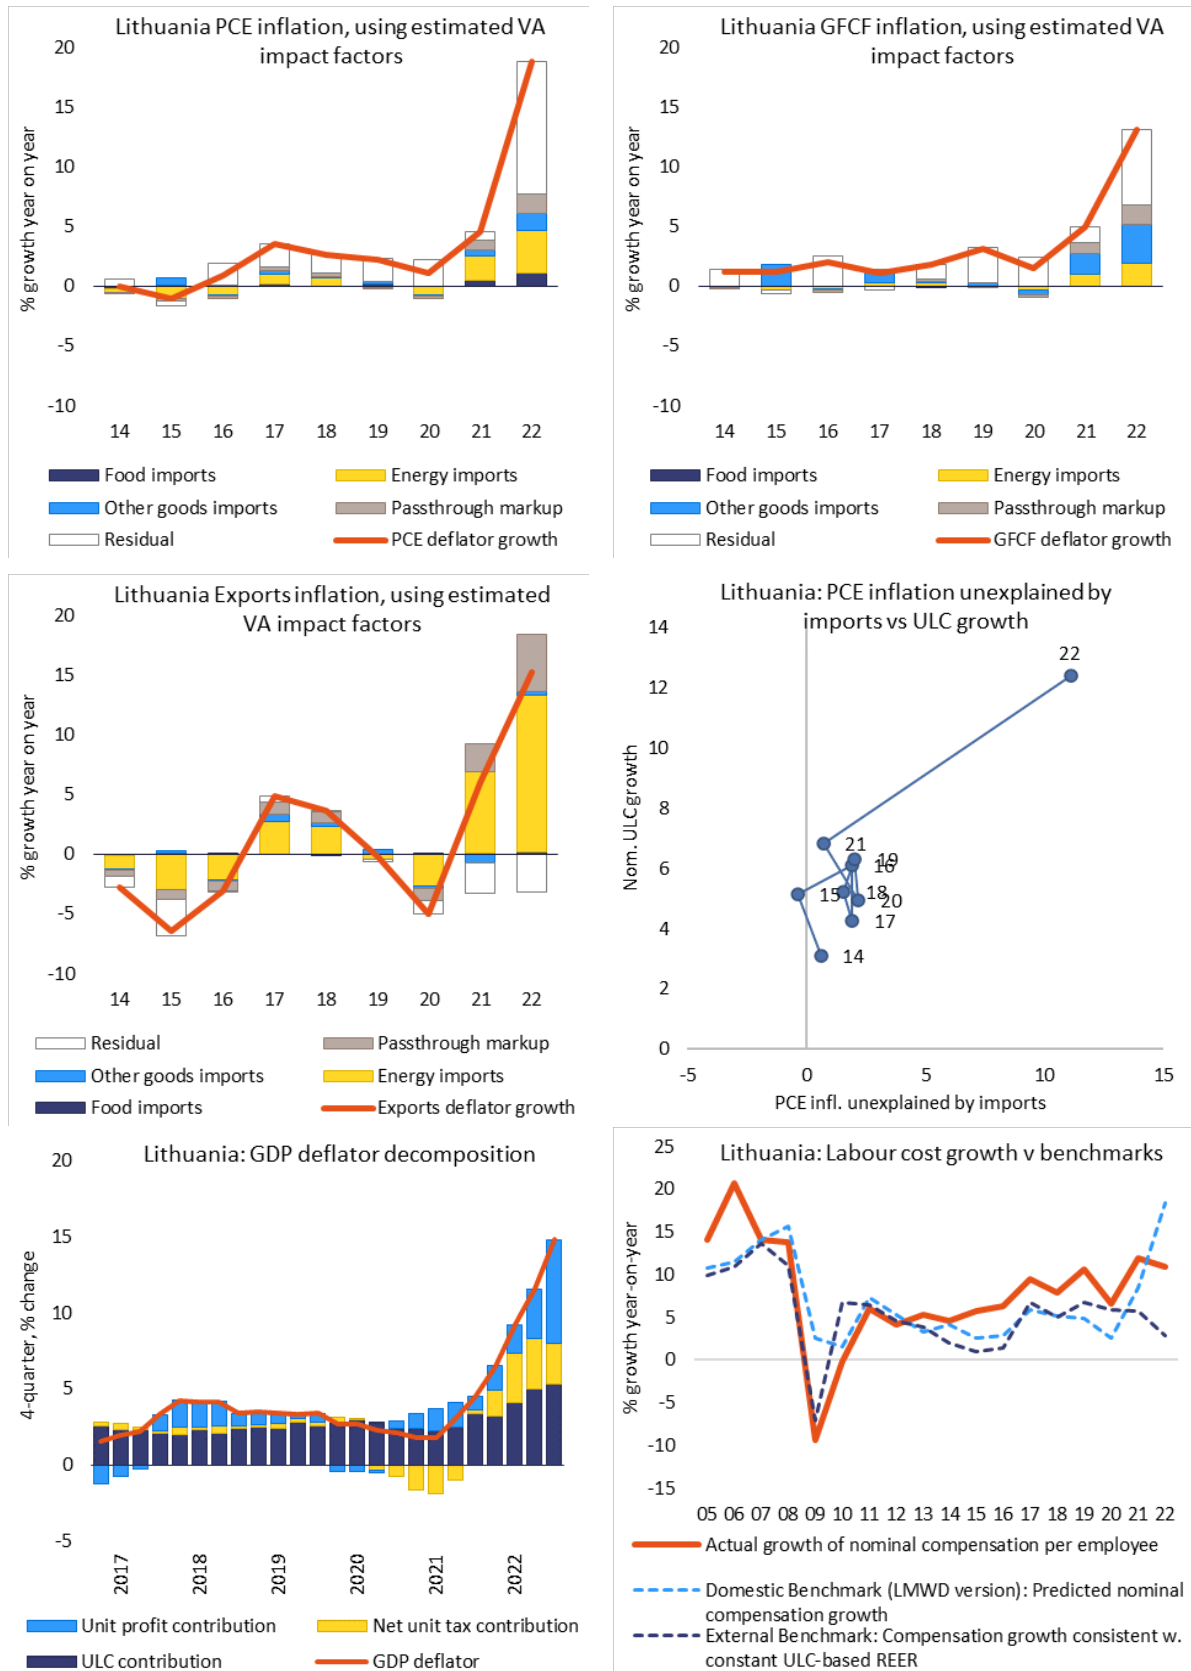 Lithuania PCE inflation, using estimated VA
impact factors
% growth year on year
20
15
10
5
0
-5
-10
14 15 16 17 18 19 20 21 22
Food imports Energy imports
Other goods imports Passthrough markup
Residual PCE deflator growth
Lithuania GFCF inflation, using estimated VA
impact factors
% growth year on year
20
15
10
5
0
-5
-10
14 15 16 17 18 19 20 21 22
Food imports Energy imports
Other goods imports Passthrough markup
Residual GFCF deflator growth
Lithuania Exports inflation, using estimated
VA impact factors
% growth year on year
20
15
10
5
0
-5
-10
14 15 16 17 18 19 20 21 22
Residual Passthrough markup
Other goods imports Energy imports
Food imports Exports deflator growth
Lithuania: PCE inflation unexplained by
imports vs ULC growth
Nom. ULC growth
14
12
10
8
6
4
2
0
22
21
19
16
15
18
20
17
14
-5 0 5 10 15
PCE infl. unexplained by imports
Lithuania: GDP deflator decomposition
4-quarter, % change
20
15
10
5
0
-5
2017 2018 2019 2020 2021 2022
Unit profit contribution Net unit tax contribution
ULC contribution GDP deflator
Lithuania: Labour cost growth v benchmarks
% growth year-on-year
25
20
15
10
5
0
-5
-10
-15
05 06 07 08 09 10 11 12 13 14 15 16 17 18 19 20 21 22
Actual growth of nominal compensation per employee
Domestic Benchmark (LMWD version): Predicted nominal
compensation growth
External Benchmark: Compensation growth consistent w.
constant ULC-based REER